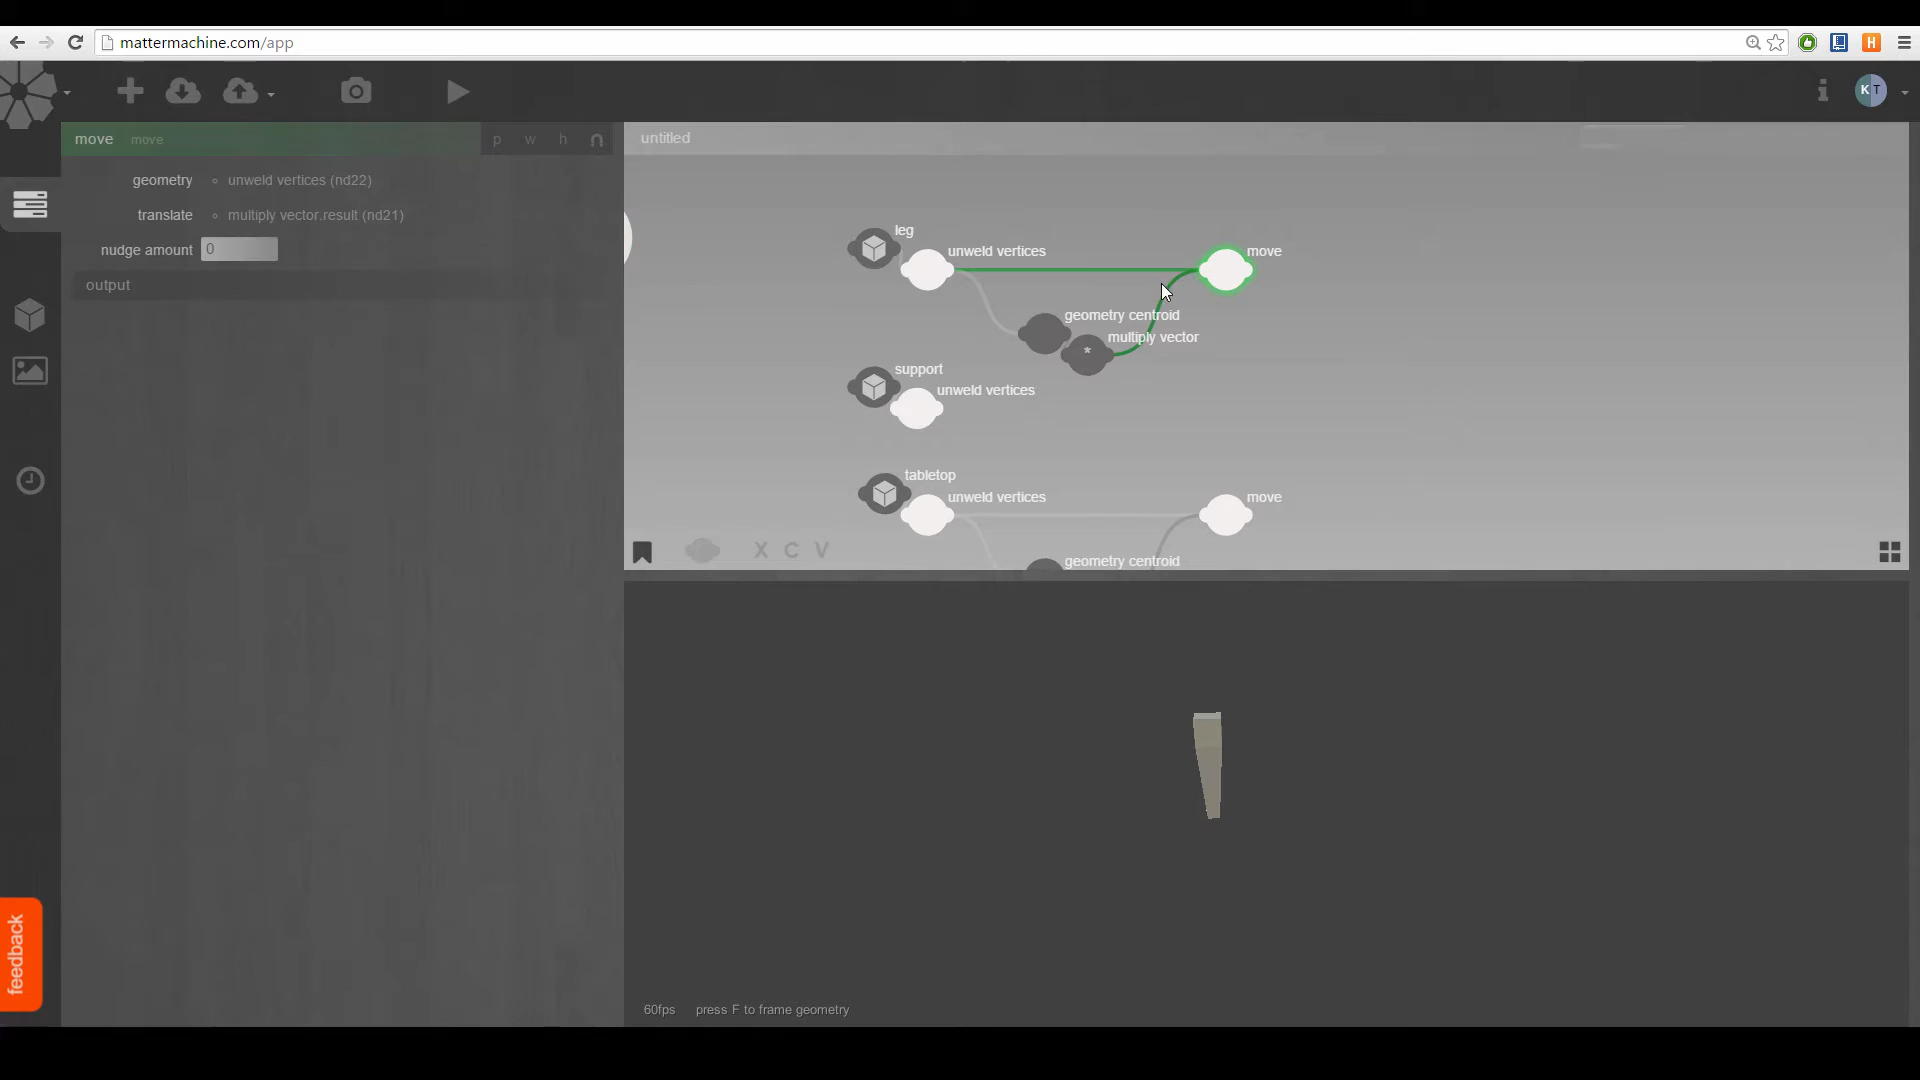 mattermachine.com/app
H
KT
move move p w h
untitled
geometry unweld vertices (nd22)
translate multiply vector.result (nd21)
nudge amount 0
output
leg
unweld vertices
move
geometry centroid
multiply vector
*
support
unweld vertices
tabletop
unweld vertices
move
geometry centroid
X C V
feedback
60fps press F to frame geometry